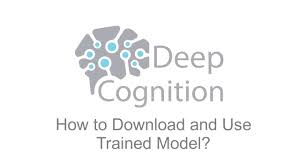 Deep
Cognition
How to Download and Use
Trained Model?